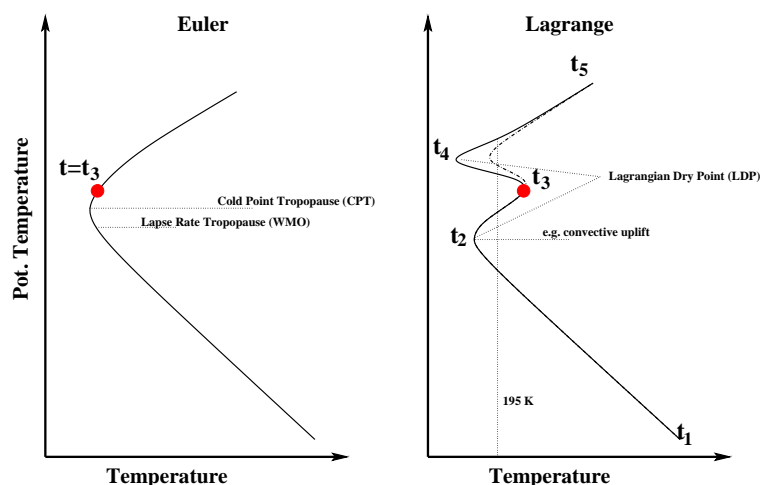 Euler
Lagrange
t5
t4
t=t3
t3
Lagrangian Dry Point (LDP)
Cold Point Tropopause (CPT)
Lapse Rate Tropopause (WMO)
t2
e.g. convective uplift
Pot. Temperature
195 K
t1
Temperature
Temperature